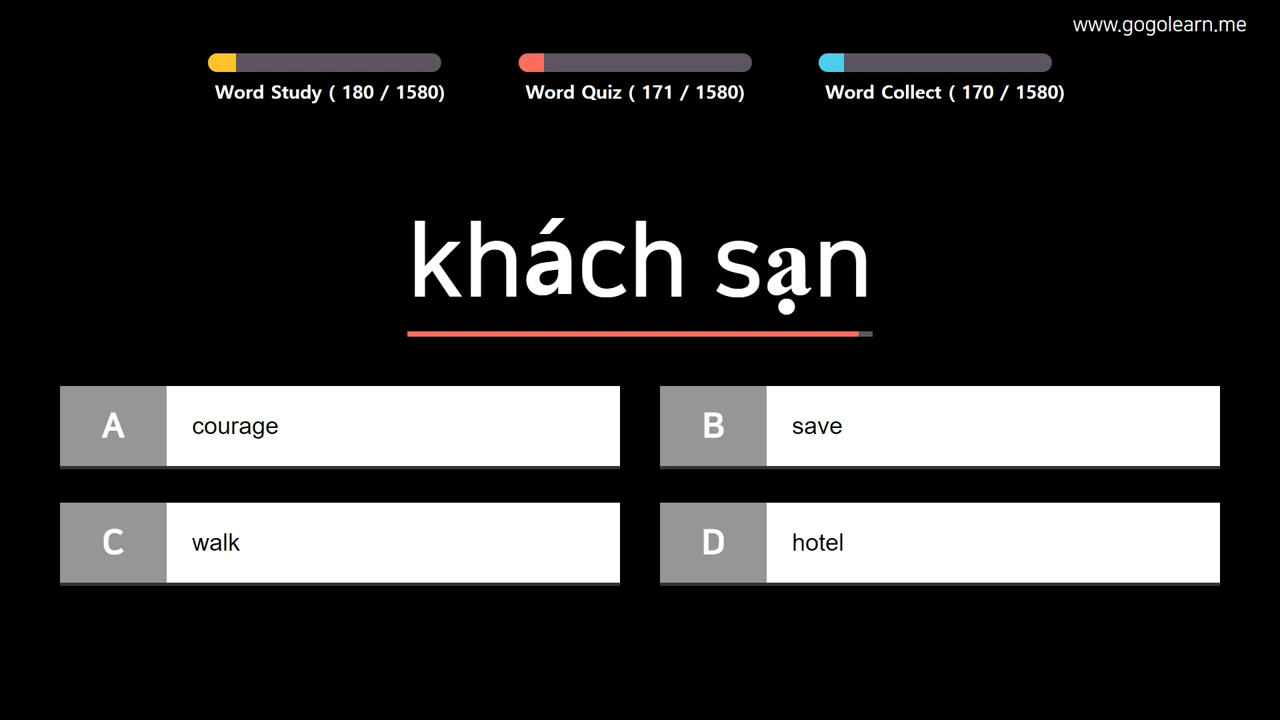 www.gogolearn.me
Word Study ( 180 / 1580)
Word Quiz ( 171 / 1580)
Word Collect ( 170 / 1580)
khách sạn
A courage
B save
C walk
D hotel